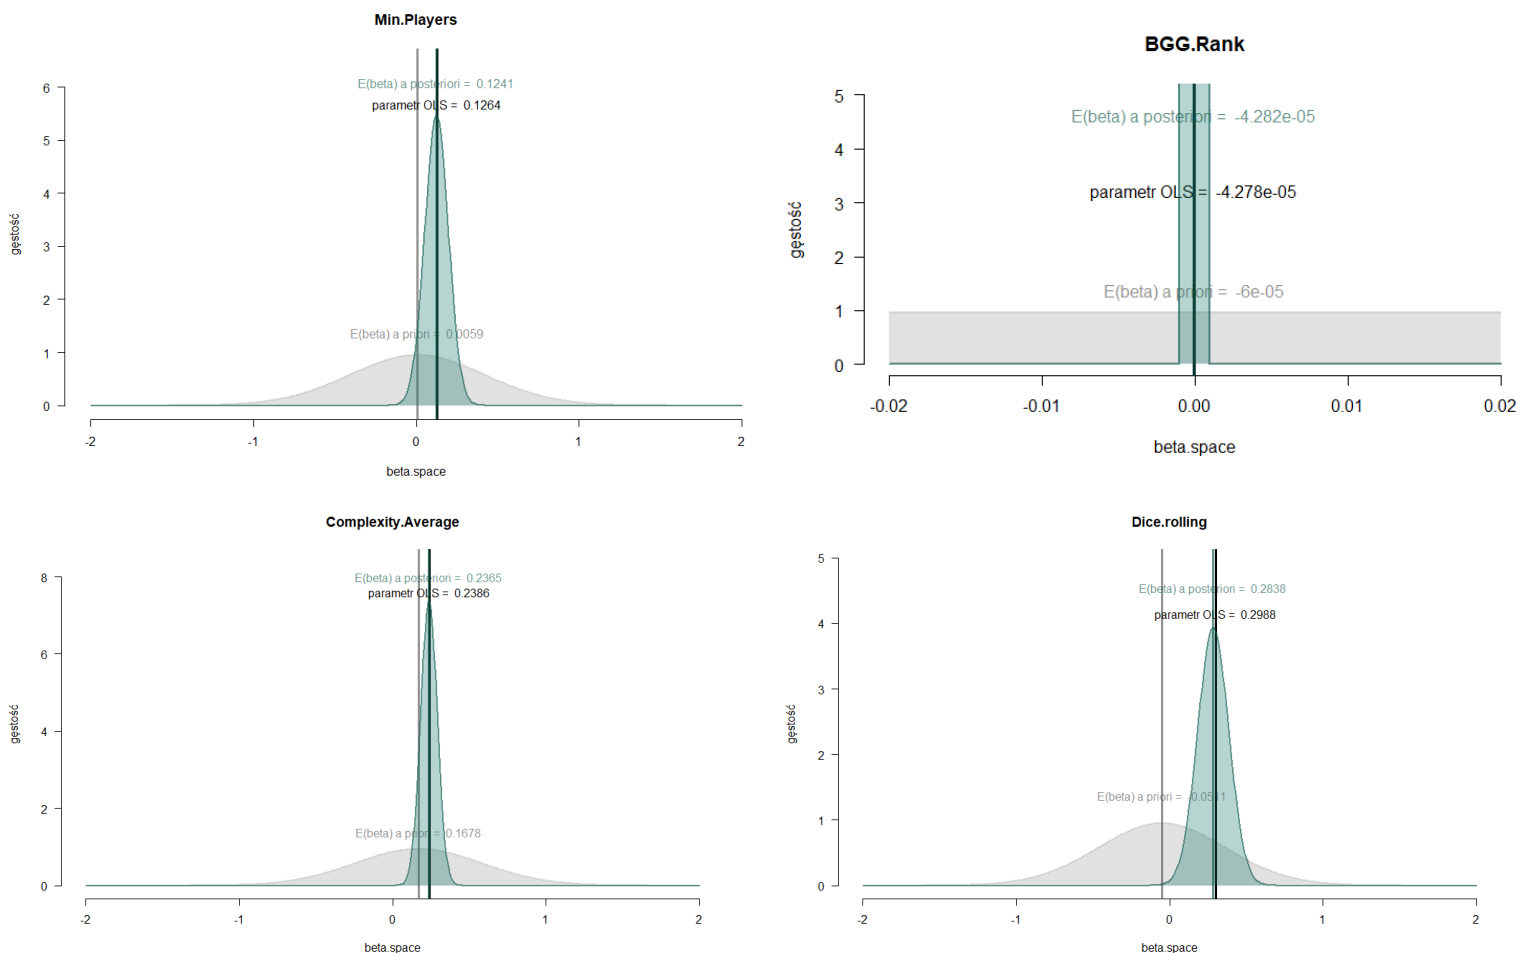 Min.Players
E(beta) a posteriori = 0.1241
parametr OLS = 0.1264
E(beta) a priori = 0.0059
gęstość
6
5
4
3
2
1
0
-2 -1 0 1 2
beta.space
BGG.Rank
E(beta) a posteriori = -4.282e-05
parametr OLS = -4.278e-05
E(beta) a priori = -6e-05
gęstość
5
4
3
2
1
0
-0.02 -0.01 0.00 0.01 0.02
beta.space
Complexity.Average
E(beta) a posteriori = 0.2365
parametr OLS = 0.2386
E(beta) a priori = 0.1678
gęstość
8
6
4
2
0
-2 -1 0 1 2
beta.space
Dice.rolling
E(beta) a posteriori = 0.2838
parametr OLS = 0.2988
E(beta) a priori = -0.0511
gęstość
5
4
3
2
1
0
-2 -1 0 1 2
beta.space